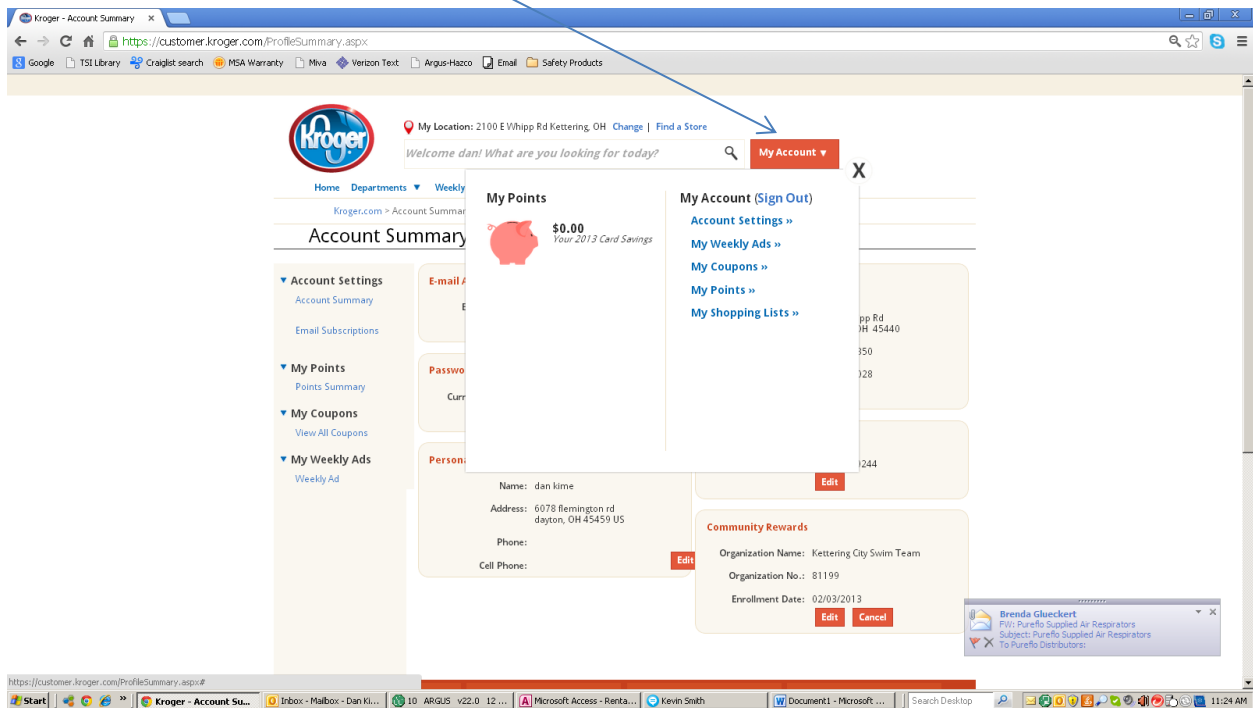 Kroger - Account Summary ×
https://customer.kroger.com/ProfileSummary.aspx
Google TSI Library Craiglist search MSA Warranty Miva Verizon Text Argus-Hazco Email Safety Products
Kroger
My Location: 2100 E Whipp Rd Kettering, OH Change | Find a Store
Welcome dan! What are you looking for today?
My Account ▼
X
Home Departments ▼ Weekly
Kroger.com > Account Summar
Account Summary
My Points
$0.00
Your 2013 Card Savings
My Account (Sign Out)
Account Settings »
My Weekly Ads »
My Coupons »
My Points »
My Shopping Lists »
Account Settings
Account Summary
Email Subscriptions
My Points
Points Summary
My Coupons
View All Coupons
My Weekly Ads
Weekly Ad
E-mail A
E
Passwo
Curr
Persona
Name: dan kime
Address: 6078 flemington rd
dayton, OH 45459 US
Phone:
Cell Phone:
Edit
pp Rd
OH 45440
350
928
9244
Edit
Community Rewards
Organization Name: Kettering City Swim Team
Organization No.: 81199
Enrollment Date: 02/03/2013
Edit Cancel
Brenda Glueckert
FW: Pureflo Supplied Air Respirators
Subject: Pureflo Supplied Air Respirators
To Pureflo Distributors:
https://customer.kroger.com/ProfileSummary.aspx#
Start » Kroger - Account Su... Inbox - Mailbox - Dan Ki... 10 ARGUS v22.0 12 ... Microsoft Access - Renta... Kevin Smith Document1 - Microsoft ... Search Desktop 11:24 AM